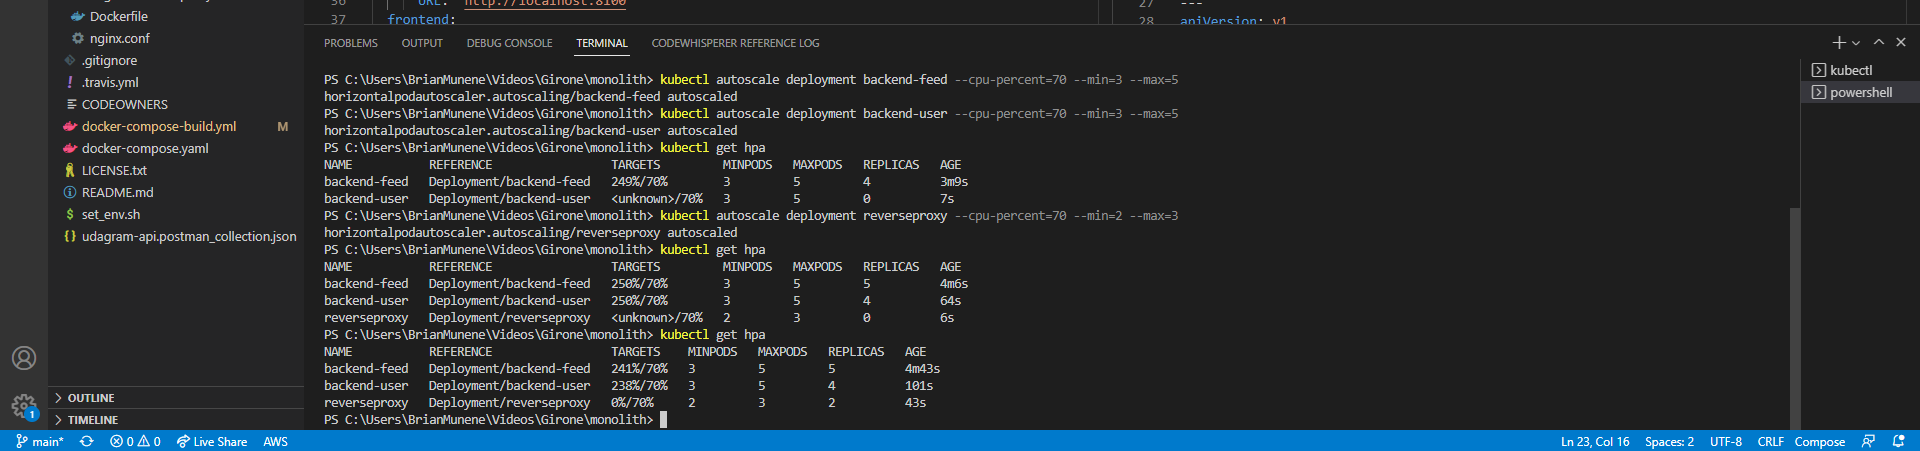 Dockerfile
nginx.conf
.gitignore
.travis.yml
CODEOWNERS
docker-compose-build.yml M
docker-compose.yaml
LICENSE.txt
README.md
set_env.sh
udagram-api.postman_collection.json
OUTLINE
TIMELINE
36 URL: http://localhost:8100
37 frontend:
27 ---
28 apiVersion: v1
PROBLEMS OUTPUT DEBUG CONSOLE TERMINAL CODEWHISPERER REFERENCE LOG
PS C:\Users\BrianMunene\Videos\Girone\monolith> kubectl autoscale deployment backend-feed --cpu-percent=70 --min=3 --max=5
horizontalpodautoscaler.autoscaling/backend-feed autoscaled
PS C:\Users\BrianMunene\Videos\Girone\monolith> kubectl autoscale deployment backend-user --cpu-percent=70 --min=3 --max=5
horizontalpodautoscaler.autoscaling/backend-user autoscaled
PS C:\Users\BrianMunene\Videos\Girone\monolith> kubectl get hpa
NAME REFERENCE TARGETS MINPODS MAXPODS REPLICAS AGE
backend-feed Deployment/backend-feed 249%/70% 3 5 4 3m9s
backend-user Deployment/backend-user <unknown>/70% 3 5 0 7s
PS C:\Users\BrianMunene\Videos\Girone\monolith> kubectl autoscale deployment reverseproxy --cpu-percent=70 --min=2 --max=3
horizontalpodautoscaler.autoscaling/reverseproxy autoscaled
PS C:\Users\BrianMunene\Videos\Girone\monolith> kubectl get hpa
NAME REFERENCE TARGETS MINPODS MAXPODS REPLICAS AGE
backend-feed Deployment/backend-feed 250%/70% 3 5 5 4m6s
backend-user Deployment/backend-user 250%/70% 3 5 4 64s
reverseproxy Deployment/reverseproxy <unknown>/70% 2 3 0 6s
PS C:\Users\BrianMunene\Videos\Girone\monolith> kubectl get hpa
NAME REFERENCE TARGETS MINPODS MAXPODS REPLICAS AGE
backend-feed Deployment/backend-feed 241%/70% 3 5 5 4m43s
backend-user Deployment/backend-user 238%/70% 3 5 4 101s
reverseproxy Deployment/reverseproxy 0%/70% 2 3 2 43s
PS C:\Users\BrianMunene\Videos\Girone\monolith>
kubectl
powershell
1
main* 0 0 Live Share AWS Ln 23, Col 16 Spaces: 2 UTF-8 CRLF Compose